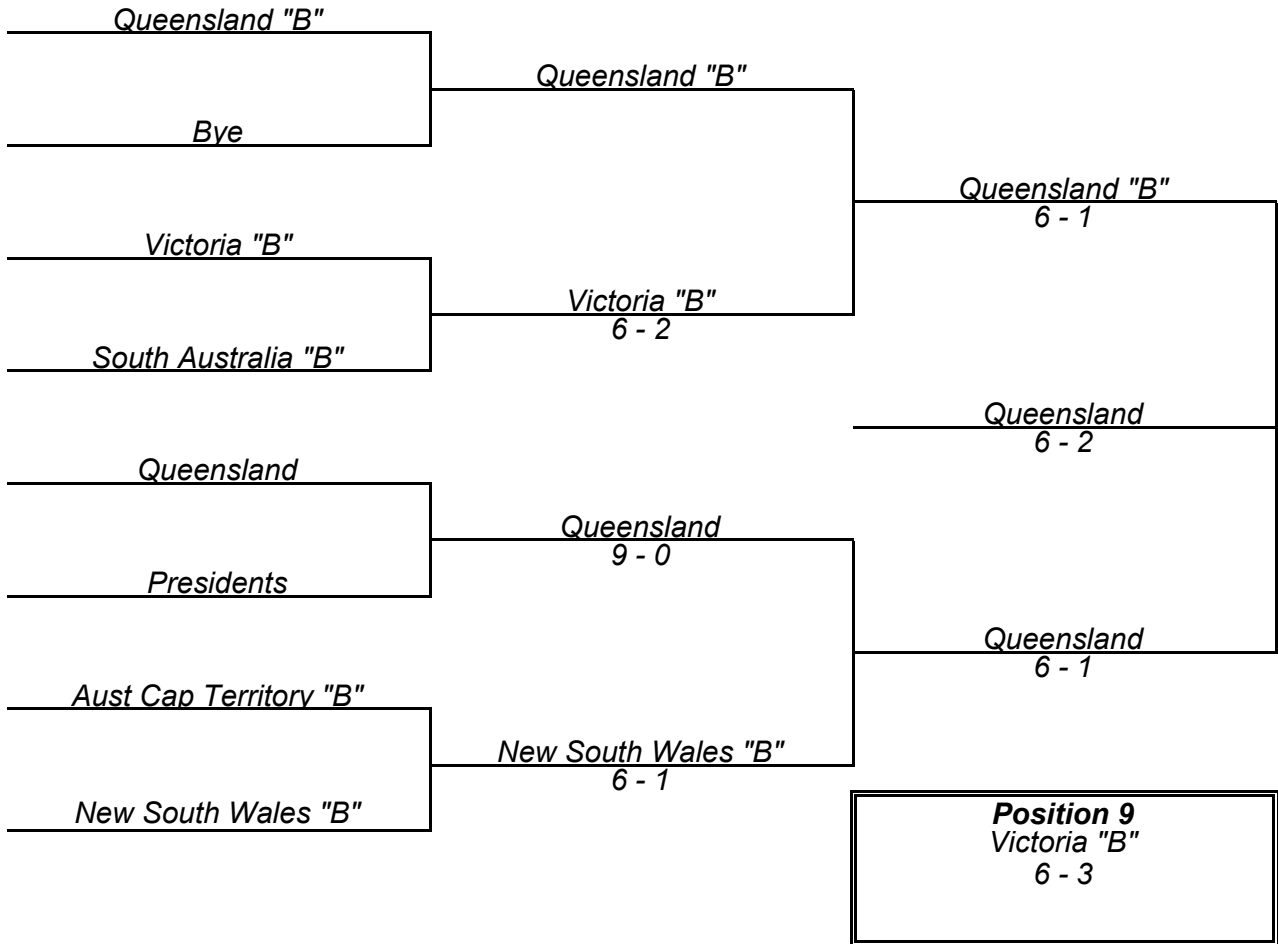 Queensland "B"
Queensland "B"
Bye
Queensland "B"
6 - 1
Victoria "B"
Victoria "B"
6 - 2
South Australia "B"
Queensland
6 - 2
Queensland
Queensland
9 - 0
Presidents
Queensland
6 - 1
Aust Cap Territory "B"
New South Wales "B"
6 - 1
New South Wales "B"
Position 9
Victoria "B"
6 - 3